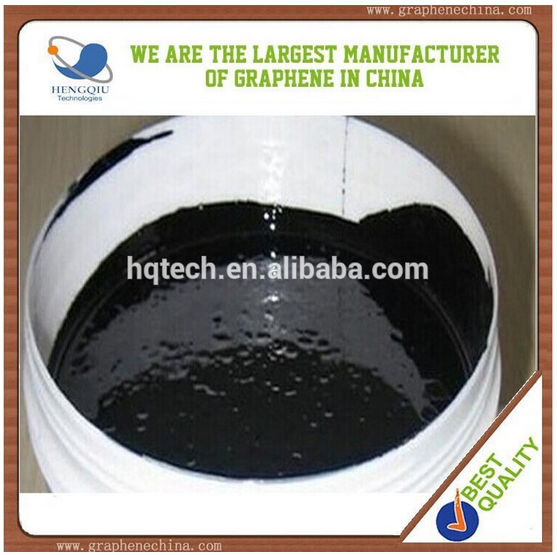 www.graphenechina.com
HENGQIU
Technologies
WE ARE THE LARGEST MANUFACTURER
OF GRAPHENE IN CHINA
hqtech.en.alibaba.com
BEST
QUALITY
www.graphenechina.com